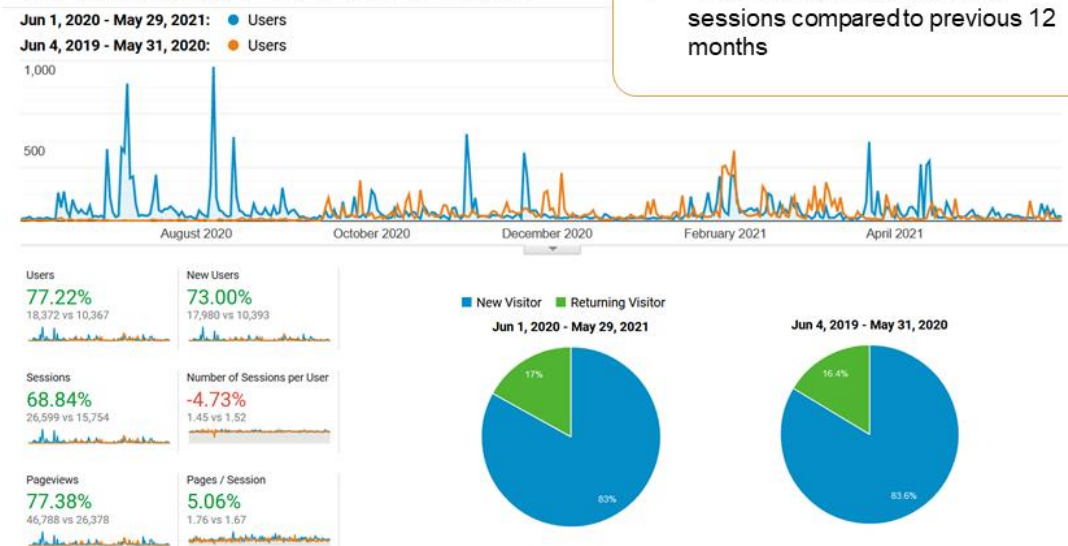 sessions compared to previous 12
months
Jun 1, 2020 - May 29, 2021: Users
Jun 4, 2019 - May 31, 2020: Users
1,000
500
August 2020 October 2020 December 2020 February 2021 April 2021
Users
77.22%
18,372 vs 10,367
New Users
73.00%
17,980 vs 10,393
Sessions
68.84%
26,599 vs 15,754
Number of Sessions per User
-4.73%
1.45 vs 1.52
Pageviews
77.38%
46,788 vs 26,378
Pages / Session
5.06%
1.76 vs 1.67
New Visitor Returning Visitor
Jun 1, 2020 - May 29, 2021
17%
83%
Jun 4, 2019 - May 31, 2020
16.4%
83.6%